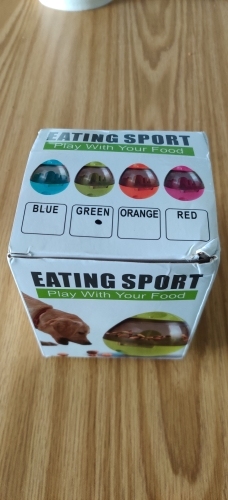 EATING SPORT
Play With Your Food
BLUE GREEN ORANGE RED
EATING SPORT
Play With Your Food